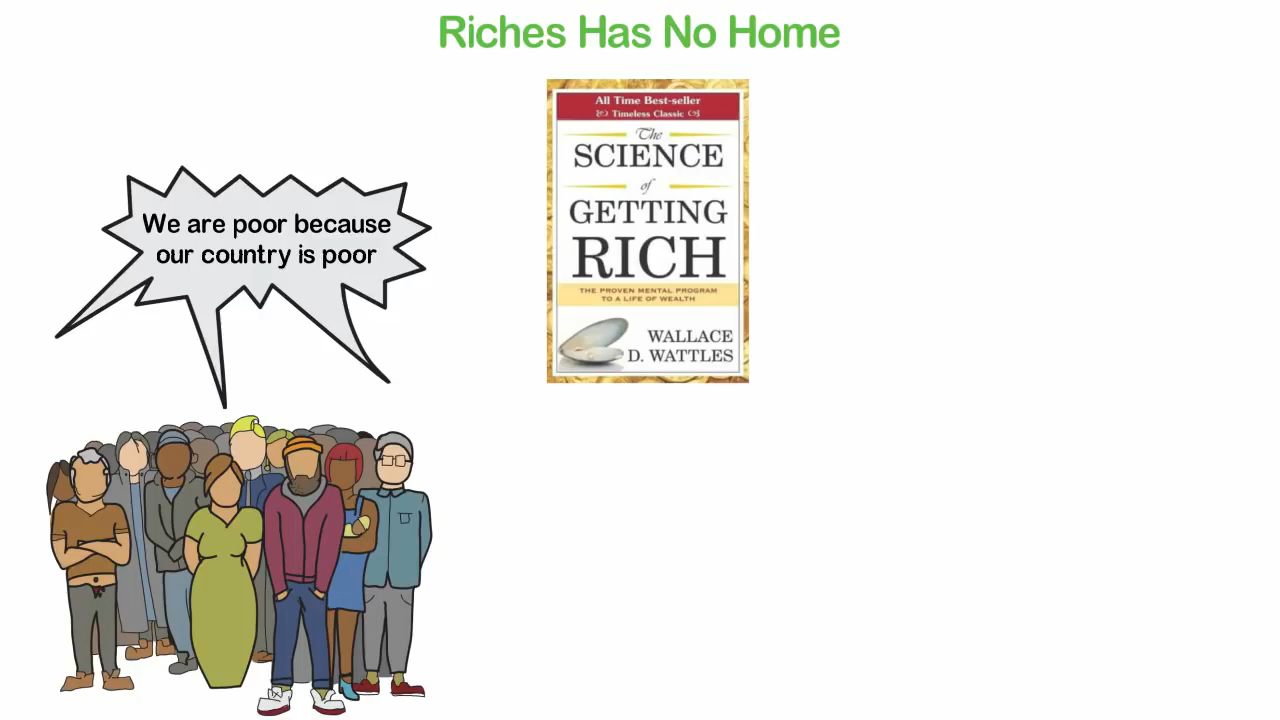 Riches Has No Home
All Time Best-seller
Timeless Classic
The
SCIENCE
of
GETTING
RICH
THE PROVEN MENTAL PROGRAM
TO A LIFE OF WEALTH
WALLACE
D. WATTLES
We are poor because
our country is poor